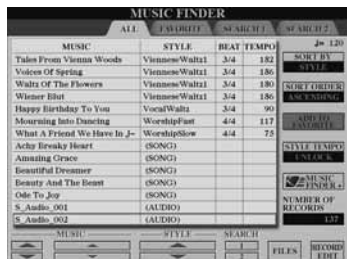 MUSIC FINDER
ALL FAVORITE SEARCH 1 SEARCH 2
MUSIC STYLE BEAT TEMPO
♩= 120
Tales From Vienna Woods VienneseWaltz1 3/4 182
Voices Of Spring VienneseWaltz1 3/4 186
Waltz Of The Flowers VienneseWaltz1 3/4 180
Wiener Blut VienneseWaltz1 3/4 186
Happy Birthday To You VocalWaltz 3/4 90
Mourning Into Dancing WorshipFast 4/4 117
What A Friend We Have In J~ WorshipSlow 4/4 75
Achy Breaky Heart (SONG)
Amazing Grace (SONG)
Beautiful Dreamer (SONG)
Beauty And The Beast (SONG)
Ode To Joy (SONG)
S_Audio_001 (AUDIO)
S_Audio_002 (AUDIO)
SORT BY
STYLE
SORT ORDER
ASCENDING
ADD TO
FAVORITE
STYLE TEMPO
UNLOCK
MUSIC
FINDER+
NUMBER OF
RECORDS
137
MUSIC STYLE SEARCH
1
2
FILES
RECORD
EDIT